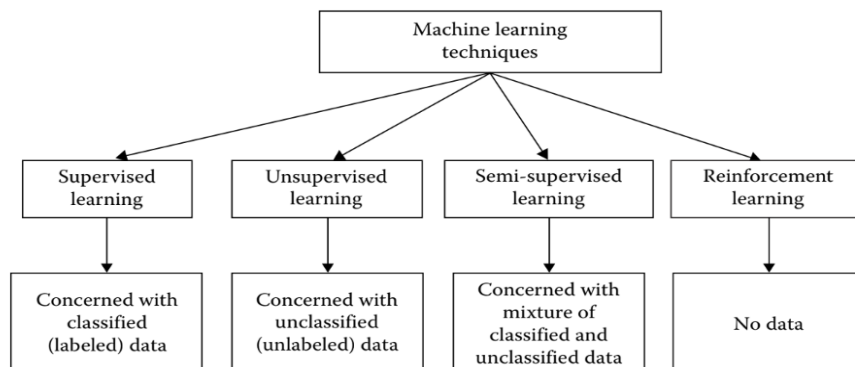 Machine learning
techniques
Supervised
learning
Unsupervised
learning
Semi-supervised
learning
Reinforcement
learning
Concerned with
classified
(labeled) data
Concerned with
unclassified
(unlabeled) data
Concerned with
mixture of
classified and
unclassified data
No data